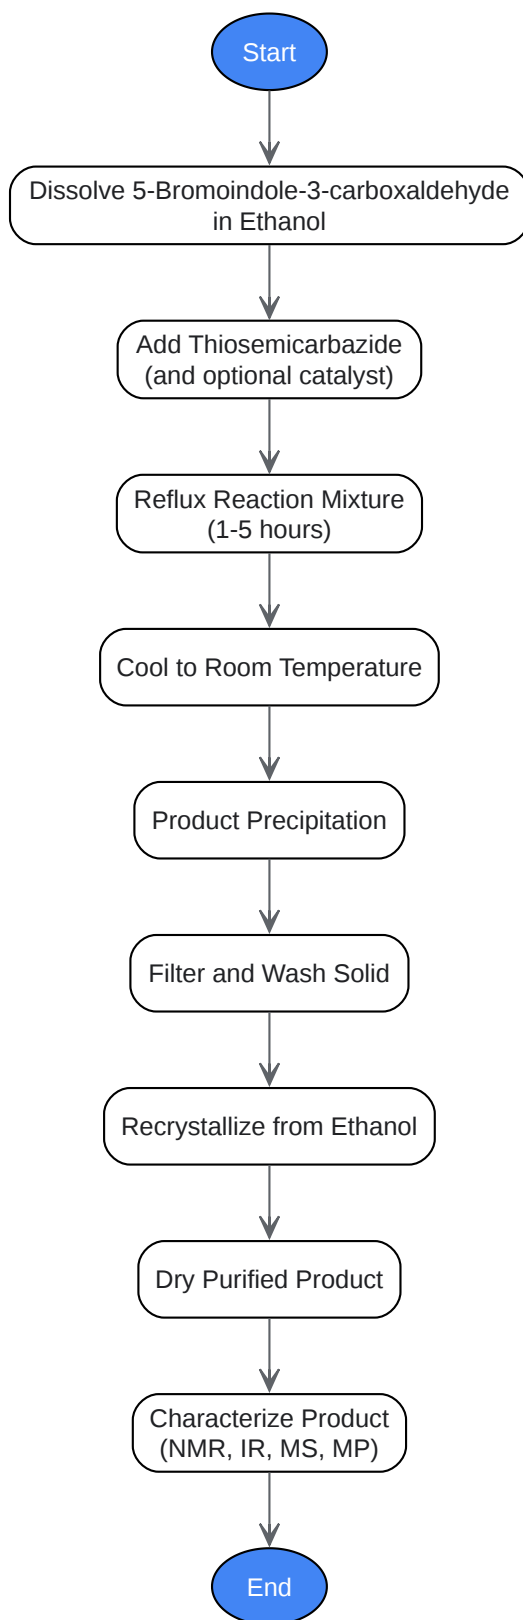 Start
Dissolve 5-Bromoindole-3-carboxaldehyde
in Ethanol
Add Thiosemicarbazide
(and optional catalyst)
Reflux Reaction Mixture
(1-5 hours)
Cool to Room Temperature
Product Precipitation
Filter and Wash Solid
Recrystallize from Ethanol
Dry Purified Product
Characterize Product
(NMR, IR, MS, MP)
End